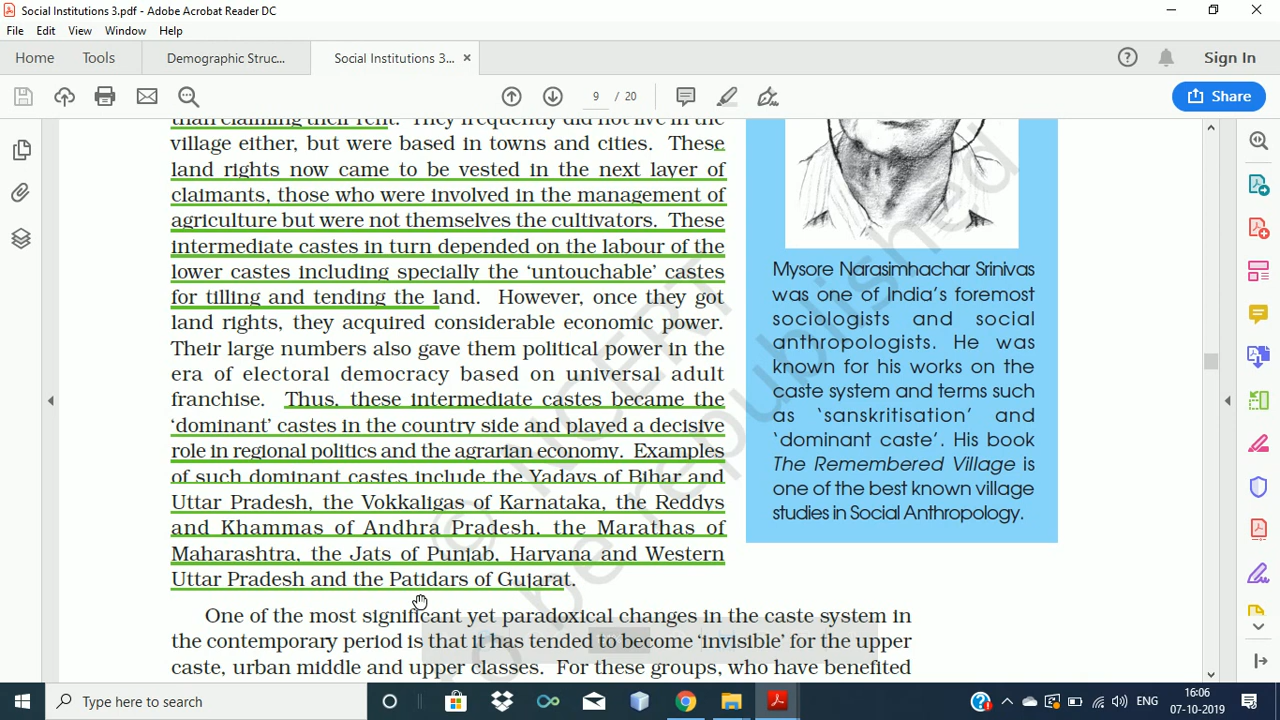 Social Institutions 3.pdf - Adobe Acrobat Reader DC
File Edit View Window Help
Home Tools Demographic Struc... Social Institutions 3... × Sign In
9 / 20 Share
than claiming their rent. They frequently did not live in the
village either, but were based in towns and cities. These
land rights now came to be vested in the next layer of
claimants, those who were involved in the management of
agriculture but were not themselves the cultivators. These
intermediate castes in turn depended on the labour of the
lower castes including specially the ‘untouchable’ castes
for tilling and tending the land. However, once they got
land rights, they acquired considerable economic power.
Their large numbers also gave them political power in the
era of electoral democracy based on universal adult
franchise. Thus, these intermediate castes became the
‘dominant’ castes in the country side and played a decisive
role in regional politics and the agrarian economy. Examples
of such dominant castes include the Yadavs of Bihar and
Uttar Pradesh, the Vokkaligas of Karnataka, the Reddys
and Khammas of Andhra Pradesh, the Marathas of
Maharashtra, the Jats of Punjab, Haryana and Western
Uttar Pradesh and the Patidars of Gujarat.
One of the most significant yet paradoxical changes in the caste system in
the contemporary period is that it has tended to become ‘invisible’ for the upper
caste, urban middle and upper classes. For these groups, who have benefited
Mysore Narasimhachar Srinivas
was one of India’s foremost
sociologists and social
anthropologists. He was
known for his works on the
caste system and terms such
as ‘sanskritisation’ and
‘dominant caste’. His book
The Remembered Village is
one of the best known village
studies in Social Anthropology.
© NCERT
be republished
Type here to search
ENG
16:06
07-10-2019